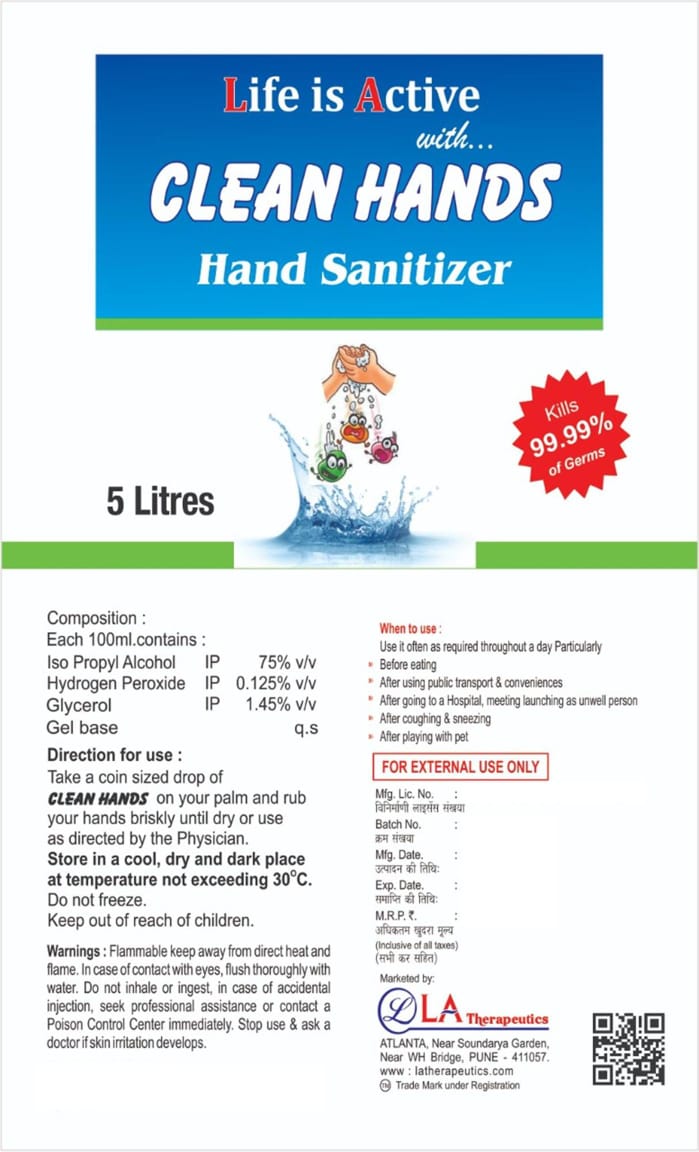 Life is Active
with...
CLEAN HANDS
Hand Sanitizer
Kills
99.99%
of Germs
5 Litres
Composition :
Each 100ml.contains :
Iso Propyl Alcohol IP 75% v/v
Hydrogen Peroxide IP 0.125% v/v
Glycerol IP 1.45% v/v
Gel base q.s
Direction for use :
Take a coin sized drop of
CLEAN HANDS on your palm and rub
your hands briskly until dry or use
as directed by the Physician.
Store in a cool, dry and dark place
at temperature not exceeding 30°C.
Do not freeze.
Keep out of reach of children.
Warnings : Flammable keep away from direct heat and
flame. In case of contact with eyes, flush thoroughly with
water. Do not inhale or ingest, in case of accidental
injection, seek professional assistance or contact a
Poison Control Center immediately. Stop use & ask a
doctor if skin irritation develops.
When to use :
Use it often as required throughout a day Particularly
Before eating
After using public transport & conveniences
After going to a Hospital, meeting launching as unwell person
After coughing & sneezing
After playing with pet
FOR EXTERNAL USE ONLY
Mfg. Lic. No. :
विनिर्माणी लाइसेंस संखया
Batch No. :
क्रम संखया
Mfg. Date. :
उत्पादन की तिथिः
Exp. Date. :
समाप्ति की तिथिः
M.R.P. ₹. :
अधिकतम खुदरा मूल्य
(Inclusive of all taxes)
(सभी कर सहित)
Marketed by:
L LA Therapeutics
ATLANTA, Near Soundarya Garden,
Near WH Bridge, PUNE - 411057.
www : latherapeutics.com
TM Trade Mark under Registration